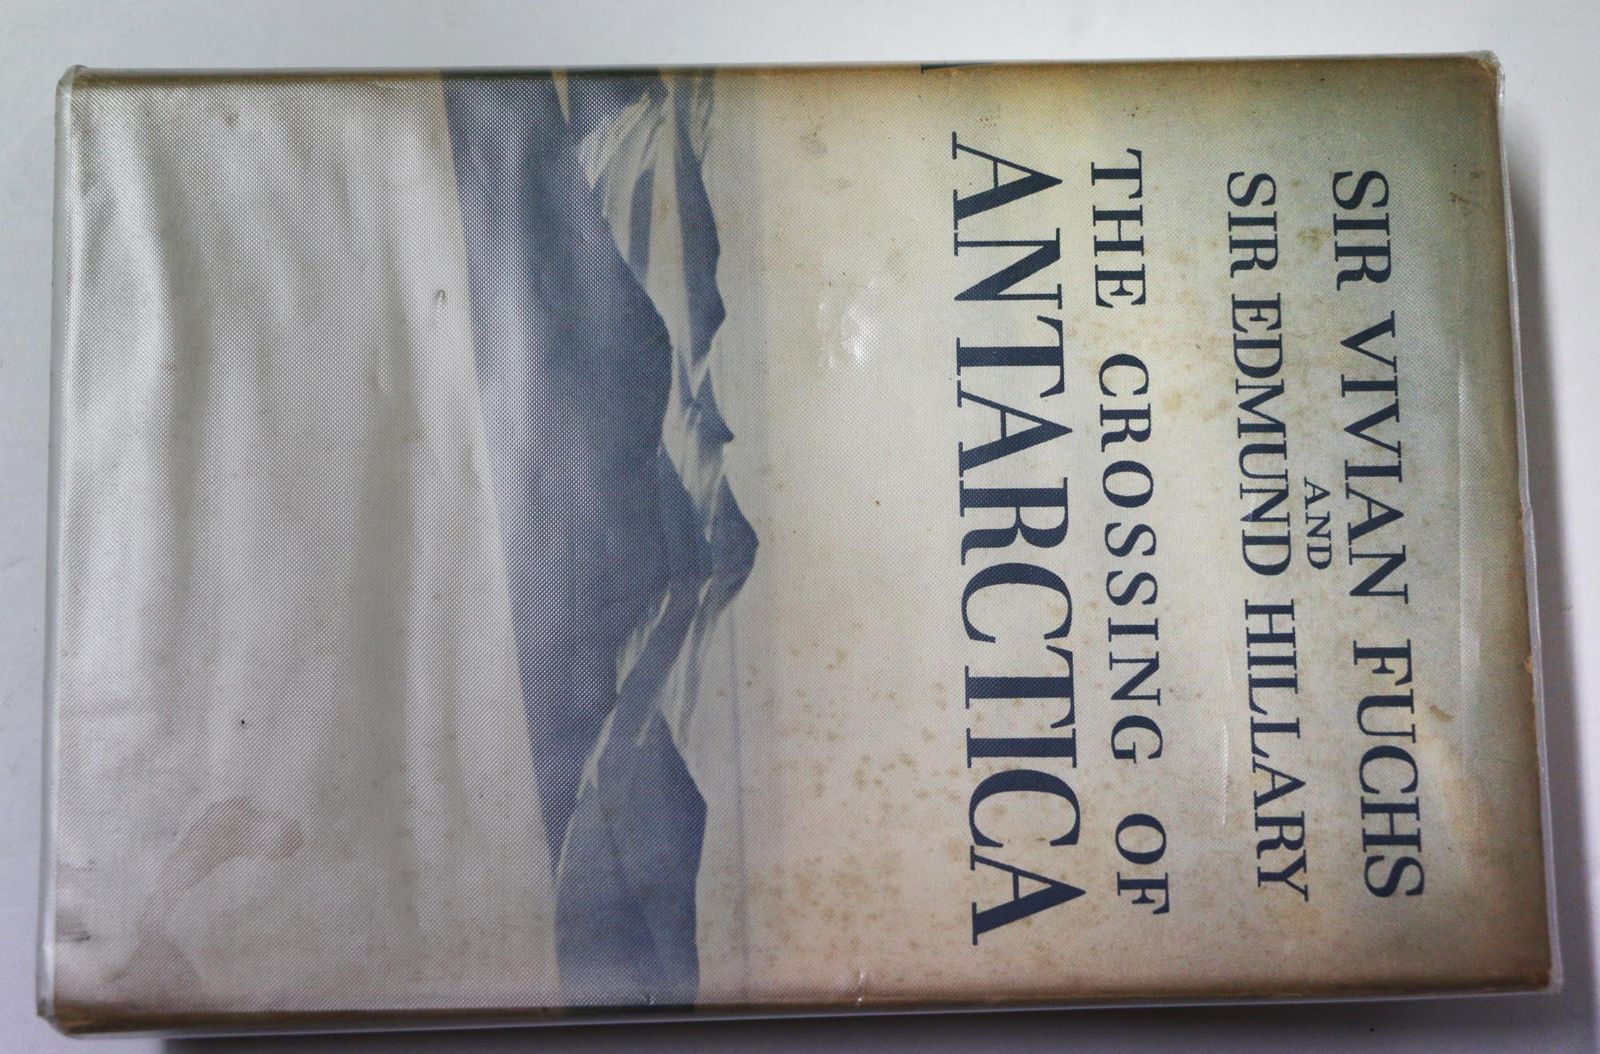 SIR VIVIAN FUCHS
AND
SIR EDMUND HILLARY
THE CROSSING OF
ANTARCTICA